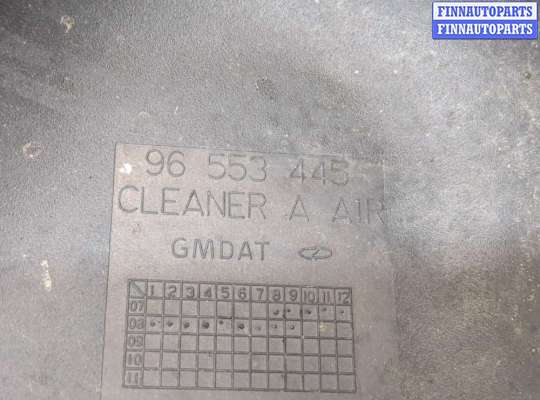 FINNAUTOPARTS
FINNAUTOPARTS
96 553 445
CLEANER A AIR
GMDAT
1 2 3 4 5 6 7 8 9 10 11 12
07
08
09
10
11